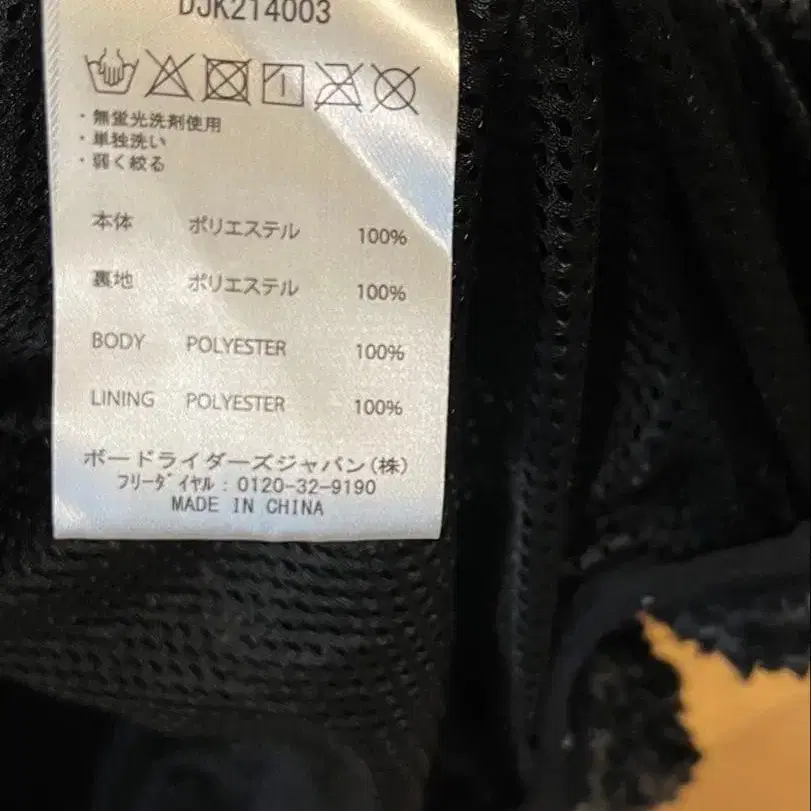 DJK214003
・無蛍光洗剤使用
・単独洗い
・弱く絞る
本体 ポリエステル 100%
裏地 ポリエステル 100%
BODY POLYESTER 100%
LINING POLYESTER 100%
ボードライダーズジャパン(株)
フリーダイヤル：0120-32-9190
MADE IN CHINA